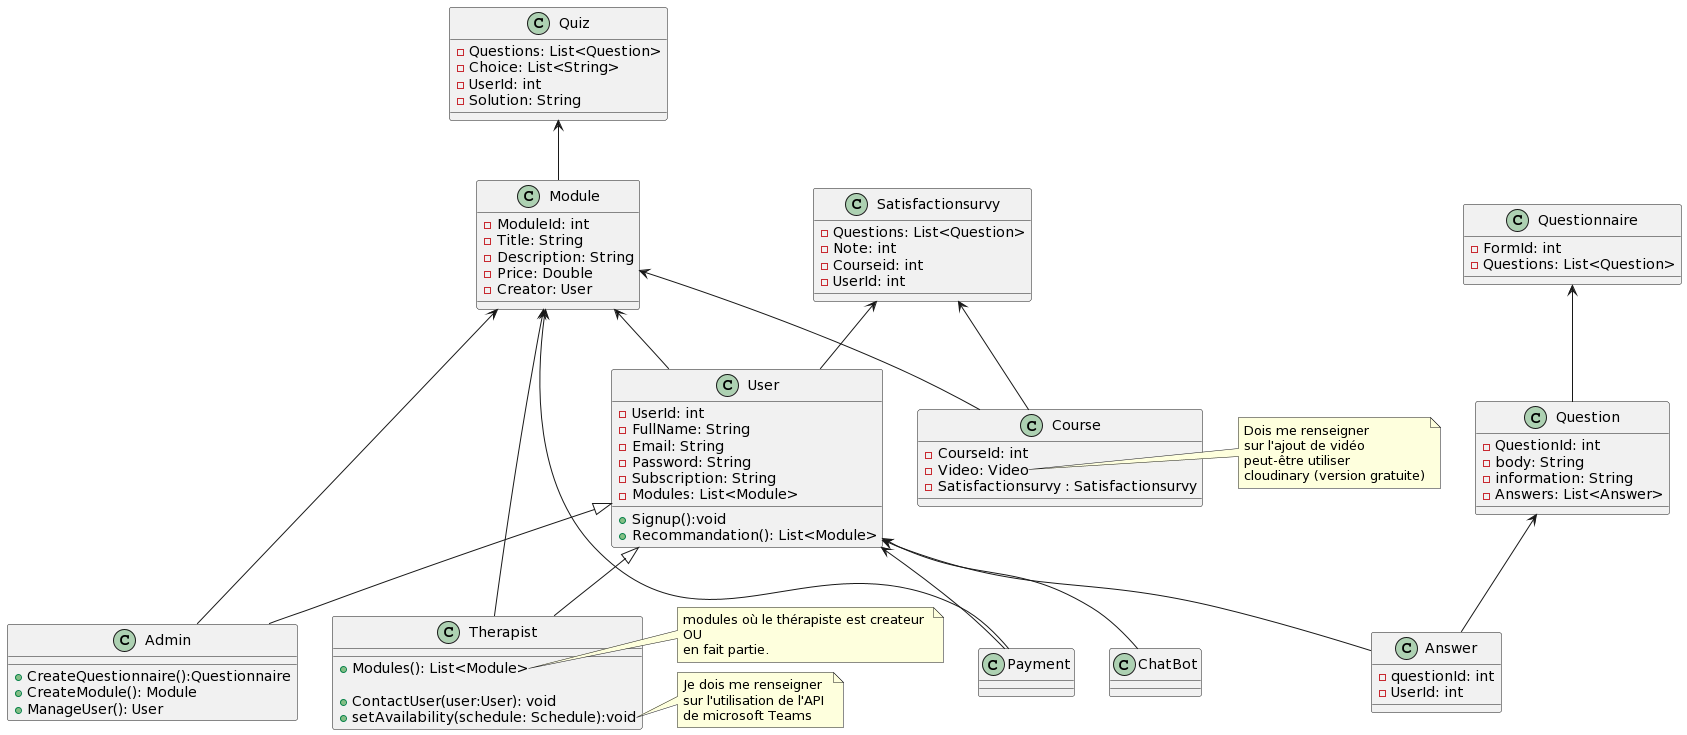 C Quiz
Questions: List<Question>
Choice: List<String>
UserId: int
Solution: String
C Module
ModuleId: int
Title: String
Description: String
Price: Double
Creator: User
C Satisfactionsurvy
Questions: List<Question>
Note: int
Courseid: int
UserId: int
C Questionnaire
FormId: int
Questions: List<Question>
C User
UserId: int
FullName: String
Email: String
Password: String
Subscription: String
Modules: List<Module>
Signup():void
Recommandation(): List<Module>
C Course
CourseId: int
Video: Video
Satisfactionsurvy : Satisfactionsurvy
Dois me renseigner
sur l'ajout de vidéo
peut-être utiliser
cloudinary (version gratuite)
C Question
QuestionId: int
body: String
information: String
Answers: List<Answer>
C Admin
CreateQuestionnaire():Questionnaire
CreateModule(): Module
ManageUser(): User
C Therapist
Modules(): List<Module>
ContactUser(user:User): void
setAvailability(schedule: Schedule):void
modules où le thérapiste est createur
OU
en fait partie.
Je dois me renseigner
sur l'utilisation de l'API
de microsoft Teams
C Payment
C ChatBot
C Answer
questionId: int
UserId: int